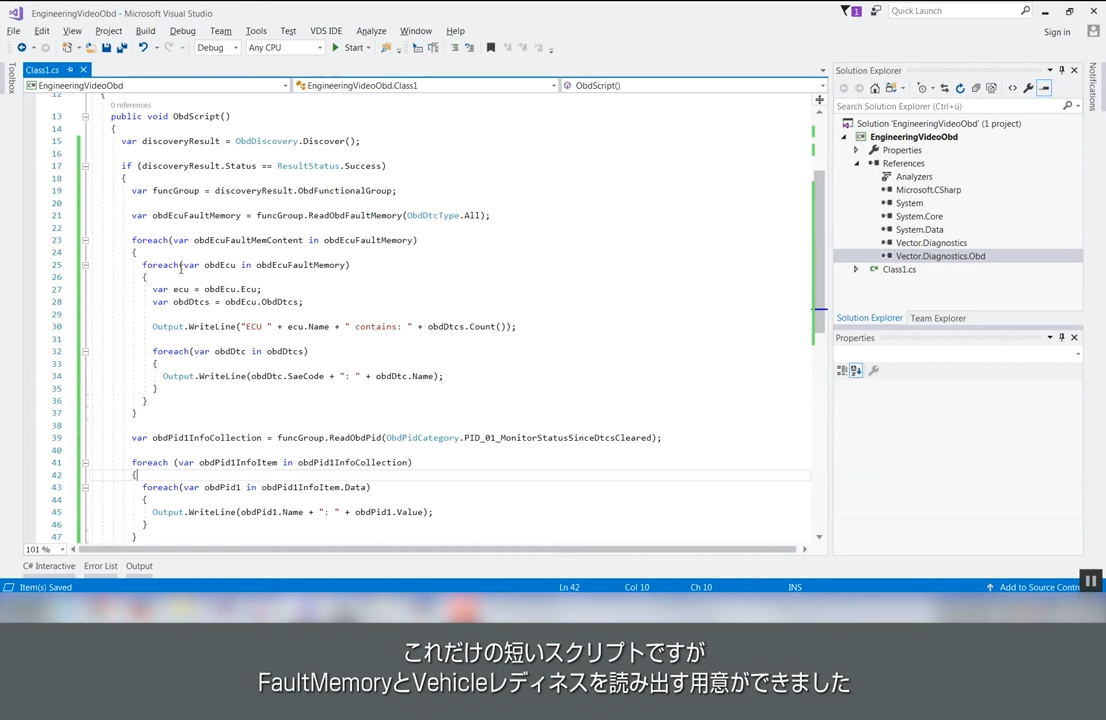 EngineeringVideoObd - Microsoft Visual Studio
1
Quick Launch (Ctrl+Q)
File Edit View Project Build Debug Team Tools Test VDS IDE Analyze Window Help
Sign in
Debug Any CPU Start
Toolbox
Class1.cs
EngineeringVideoObd EngineeringVideoObd.Class1 ObdScript()
12 {
0 references
13 public void ObdScript()
14 {
15 var discoveryResult = ObdDiscovery.Discover();
16
17 if (discoveryResult.Status == ResultStatus.Success)
18 {
19 var funcGroup = discoveryResult.ObdFunctionalGroup;
20
21 var obdEcuFaultMemory = funcGroup.ReadObdFaultMemory(ObdDtcType.All);
22
23 foreach(var obdEcuFaultMemContent in obdEcuFaultMemory)
24 {
25 foreach(var obdEcu in obdEcuFaultMemory)
26 {
27 var ecu = obdEcu.Ecu;
28 var obdDtcs = obdEcu.ObdDtcs;
29
30 Output.WriteLine("ECU " + ecu.Name + " contains: " + obdDtcs.Count());
31
32 foreach(var obdDtc in obdDtcs)
33 {
34 Output.WriteLine(obdDtc.SaeCode + ": " + obdDtc.Name);
35 }
36 }
37 }
38
39 var obdPid1InfoCollection = funcGroup.ReadObdPid(ObdPidCategory.PID_01_MonitorStatusSinceDtcsCleared);
40
41 foreach (var obdPid1InfoItem in obdPid1InfoCollection)
42 {
43 foreach(var obdPid1 in obdPid1InfoItem.Data)
44 {
45 Output.WriteLine(obdPid1.Name + ": " + obdPid1.Value);
46 }
47 }
101 %
C# Interactive Error List Output
Solution Explorer
Search Solution Explorer (Ctrl+ü)
Solution 'EngineeringVideoObd' (1 project)
EngineeringVideoObd
Properties
References
Analyzers
Microsoft.CSharp
System
System.Core
System.Data
Vector.Diagnostics
Vector.Diagnostics.Obd
Class1.cs
Solution Explorer Team Explorer
Properties
Notifications
Item(s) Saved Ln 42 Col 10 Ch 10 INS Add to Source Contro
これだけの短いスクリプトですが
FaultMemoryとVehicleレディネスを読み出す用意ができました